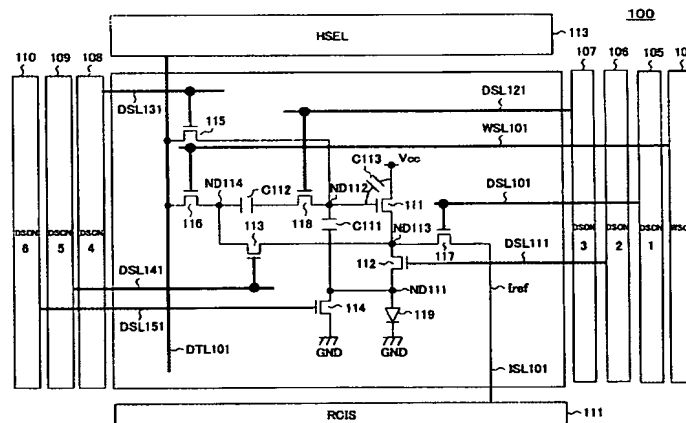 100
HSEL
113
110
109
108
107
106
105
10
DSL131
DSL121
115
WSL101
C113
Vcc
ND114
C112
ND112
111
DSL101
116
118
113
C111
ND113
117
DSL111
112
DSL141
ND111
Iref
DSL151
114
119
GND
GND
DTL101
ISL101
DSCN
6
DSCN
5
DSCN
4
DSCN
3
DSCN
2
DSCN
1
WSC
RCIS
111